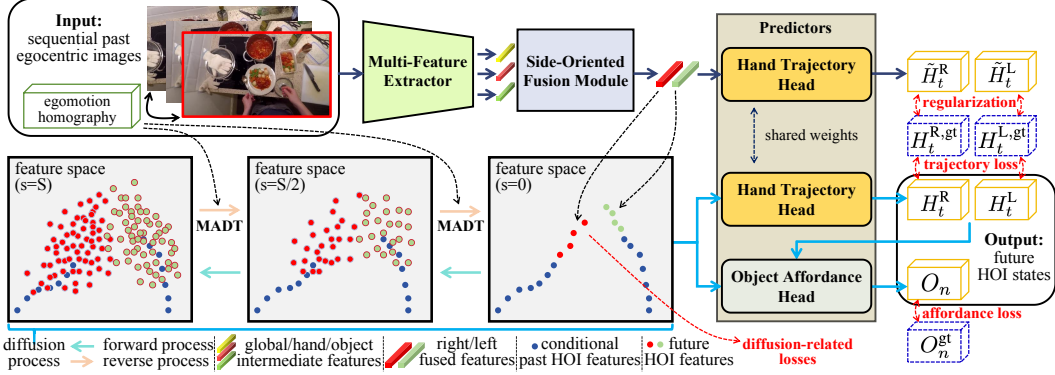 Input:
sequential past
egocentric images
egomotion
homography
Multi-Feature
Extractor
Side-Oriented
Fusion Module
Predictors
Hand Trajectory
Head
shared weights
Hand Trajectory
Head
Object Affordance
Head
H̃_t^R
H̃_t^L
regularization
H_t^{R,gt}
H_t^{L,gt}
trajectory loss
H_t^R
H_t^L
Output:
future
HOI states
O_n
affordance loss
O_n^{gt}
feature space
(s=S)
MADT
feature space
(s=S/2)
MADT
feature space
(s=0)
diffusion
process
forward process
reverse process
global/hand/object
intermediate features
right/left
fused features
conditional
past HOI features
future
HOI features
diffusion-related
losses